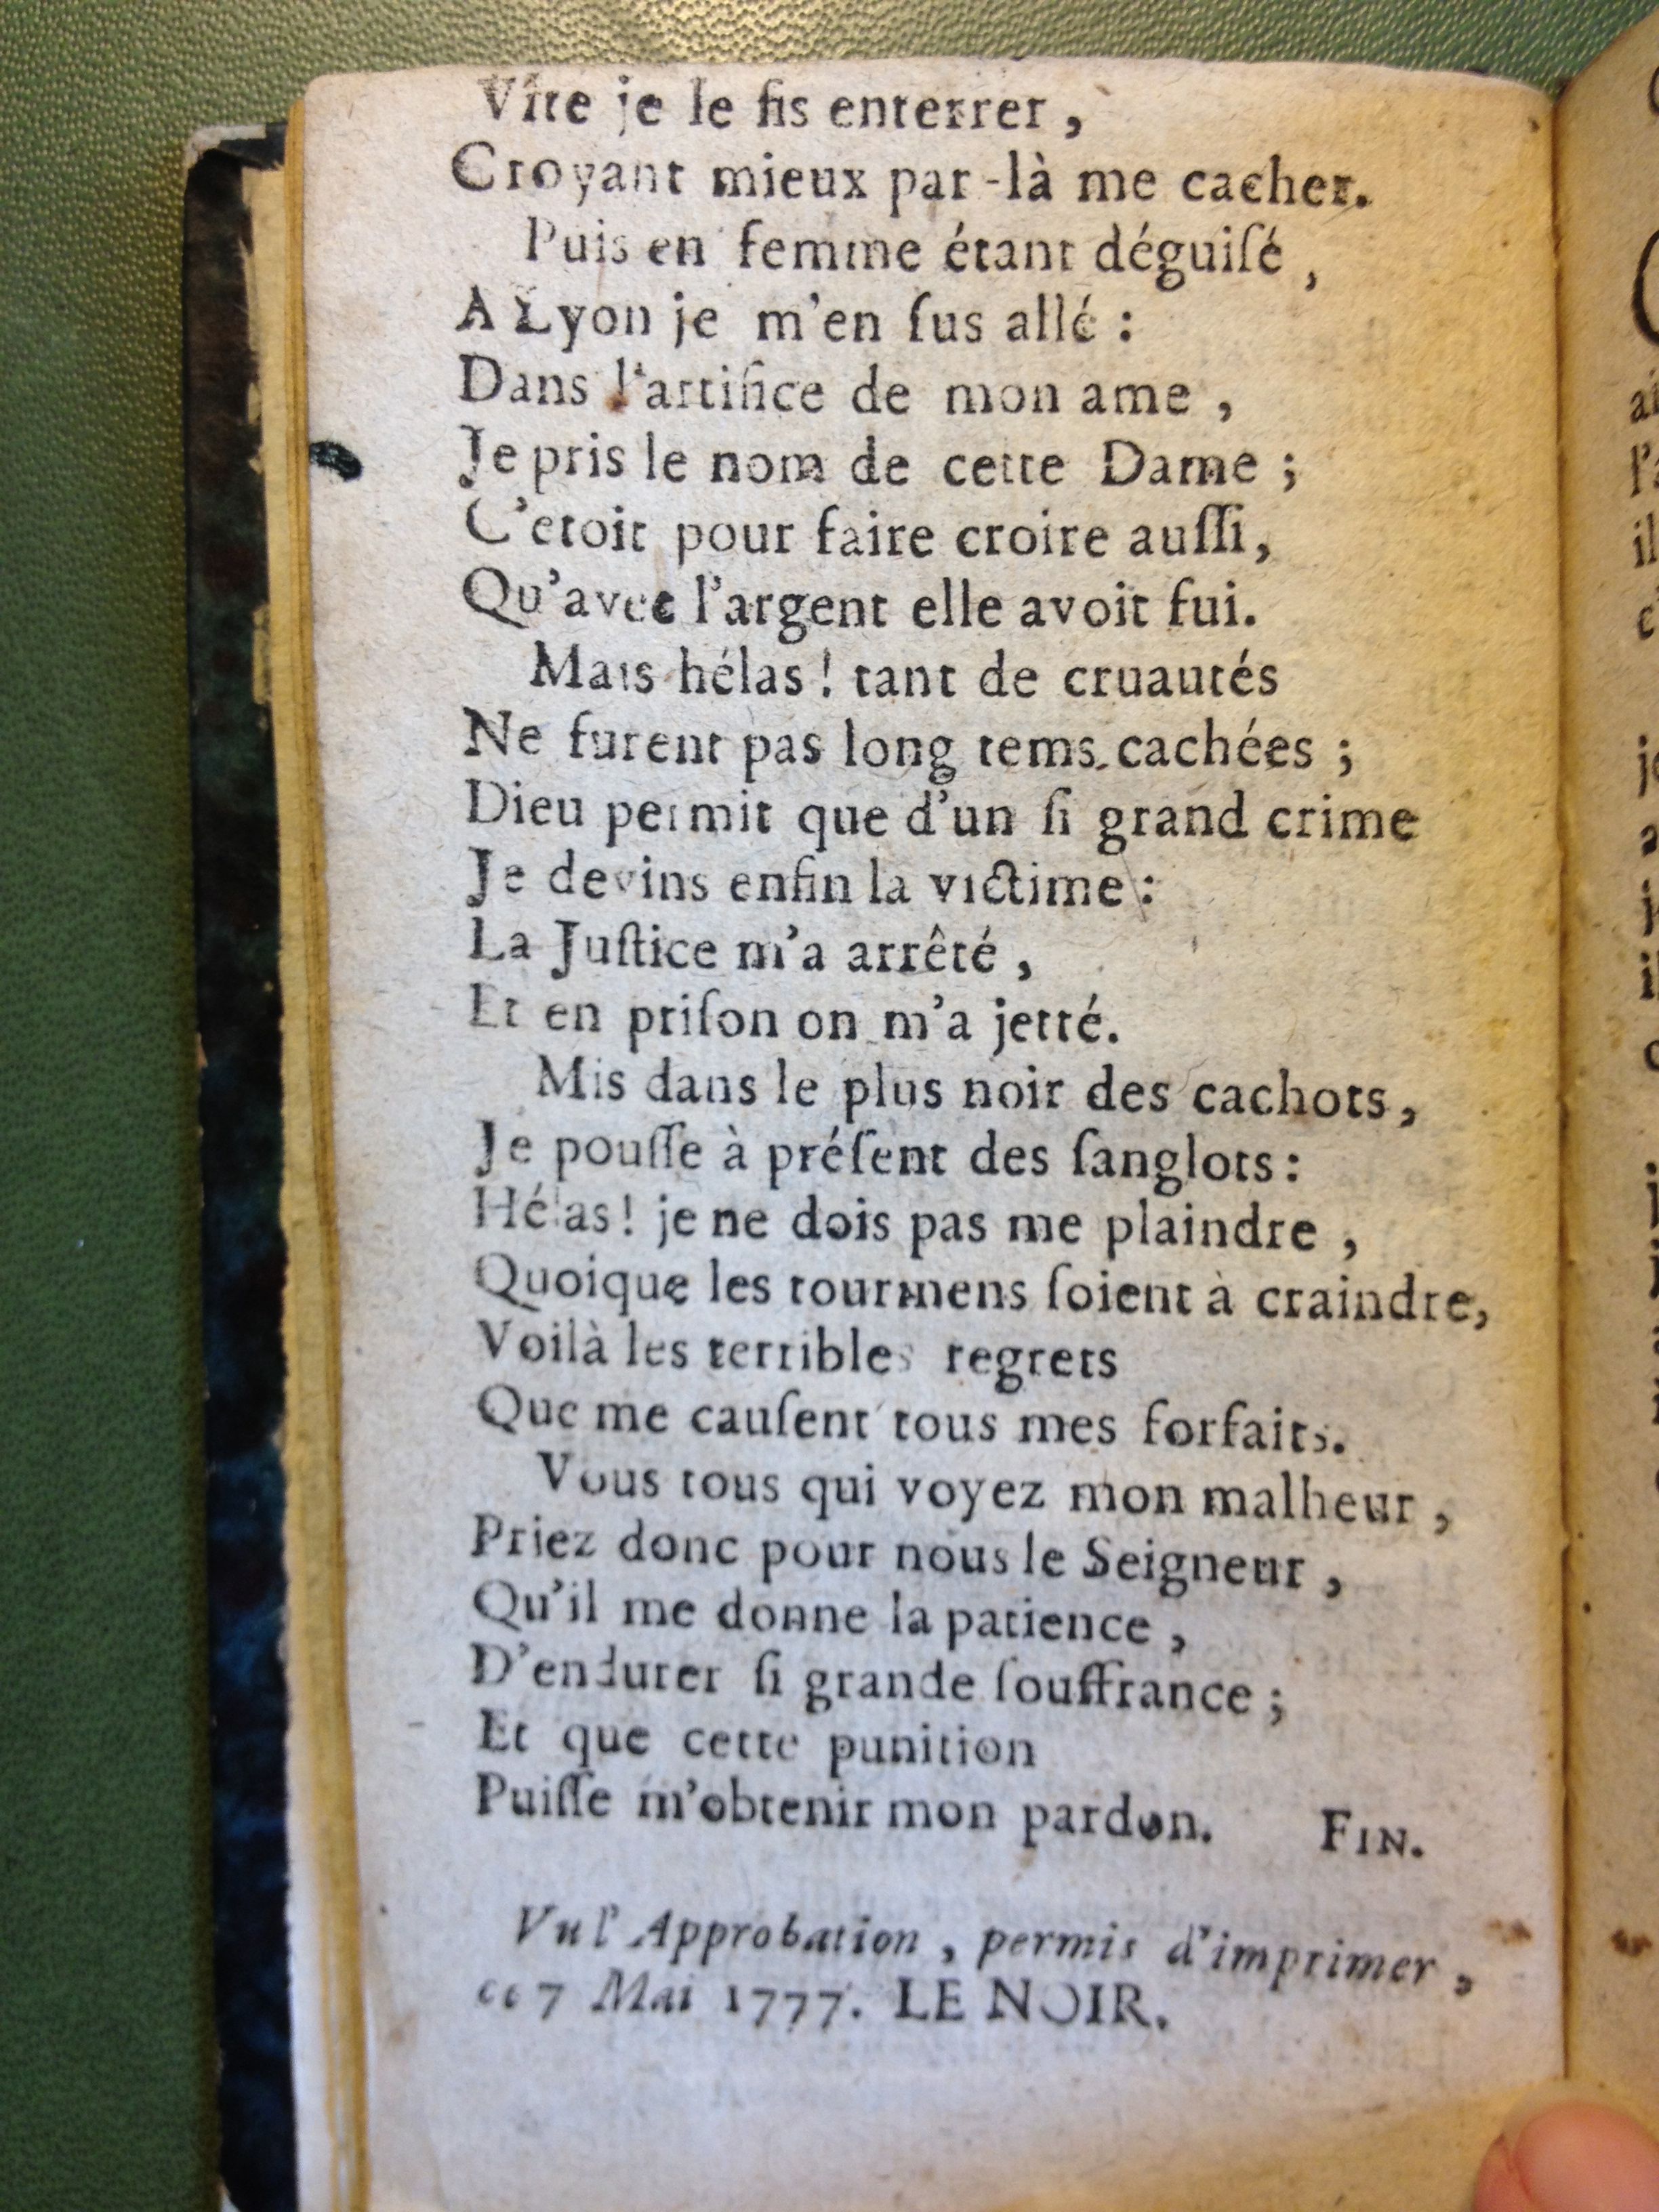 Vîte je le fis enterrer ,
Croyant mieux par-là me cacher.
Puis en femme étant déguiſé ,
A Lyon je m'en fus allé :
Dans l'artifice de mon ame ,
Je pris le nom de cette Dame ;
C'etoit pour faire croire auſſi,
Qu'avec l'argent elle avoit fui.
Mais hélas ! tant de cruautés
Ne furent pas long tems cachées ;
Dieu permit que d'un ſi grand crime
Je devins enfin la victime :
La Juſtice m'a arrêté ,
Et en priſon on m'a jetté.
Mis dans le plus noir des cachots,
Je pouſſe à préſent des ſanglots :
Hélas ! je ne dois pas me plaindre ,
Quoique les tourmens ſoient à craindre,
Voilà les terribles regrets
Que me cauſent tous mes forfaits.
Vous tous qui voyez mon malheur ,
Priez donc pour nous le Seigneur ,
Qu'il me donne la patience ,
D'endurer ſi grande ſouffrance ;
Et que cette punition
Puiſſe m'obtenir mon pardon. FIN.
Vu l'Approbation , permis d'imprimer ,
ce 7 Mai 1777. LE NOIR.